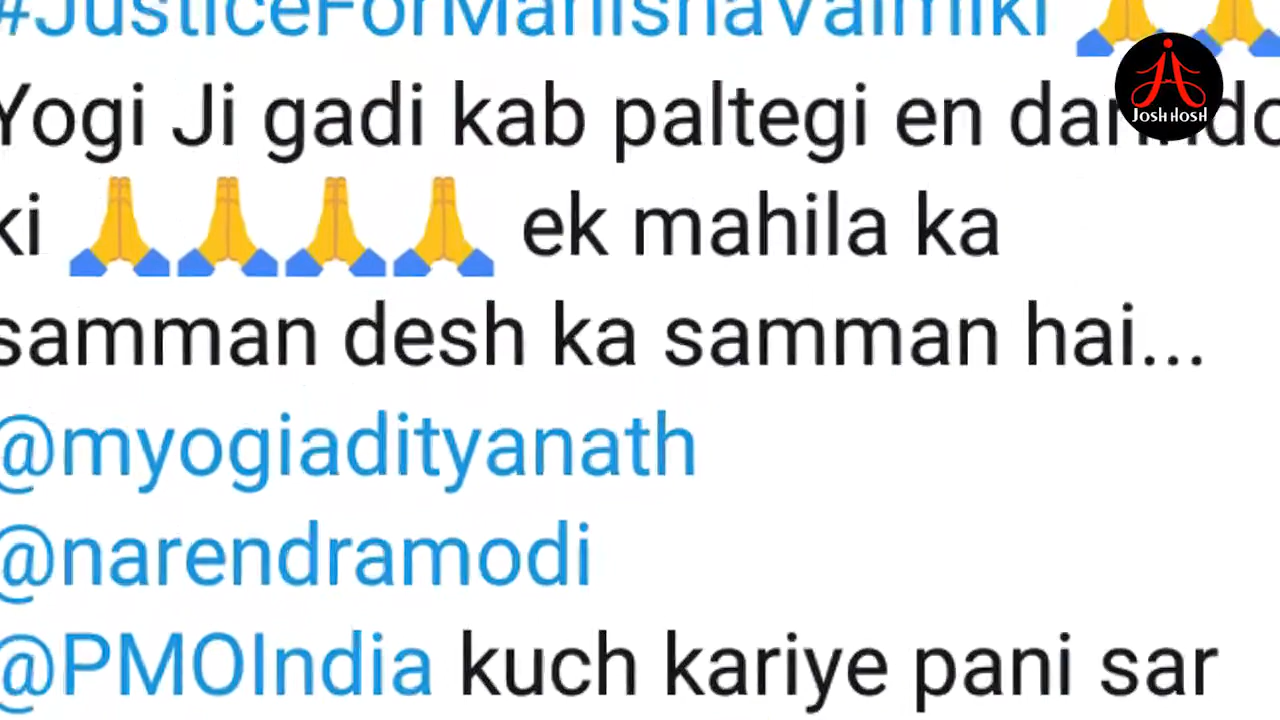 #JusticeForManishaValmiki 🙏🙏
Yogi Ji gadi kab paltegi en
ki 🙏🙏🙏🙏 ek mahila ka
samman desh ka samman hai...
@myogiadityanath
@narendramodi
@PMOIndia kuch kariye pani sar
JOSH HOSH